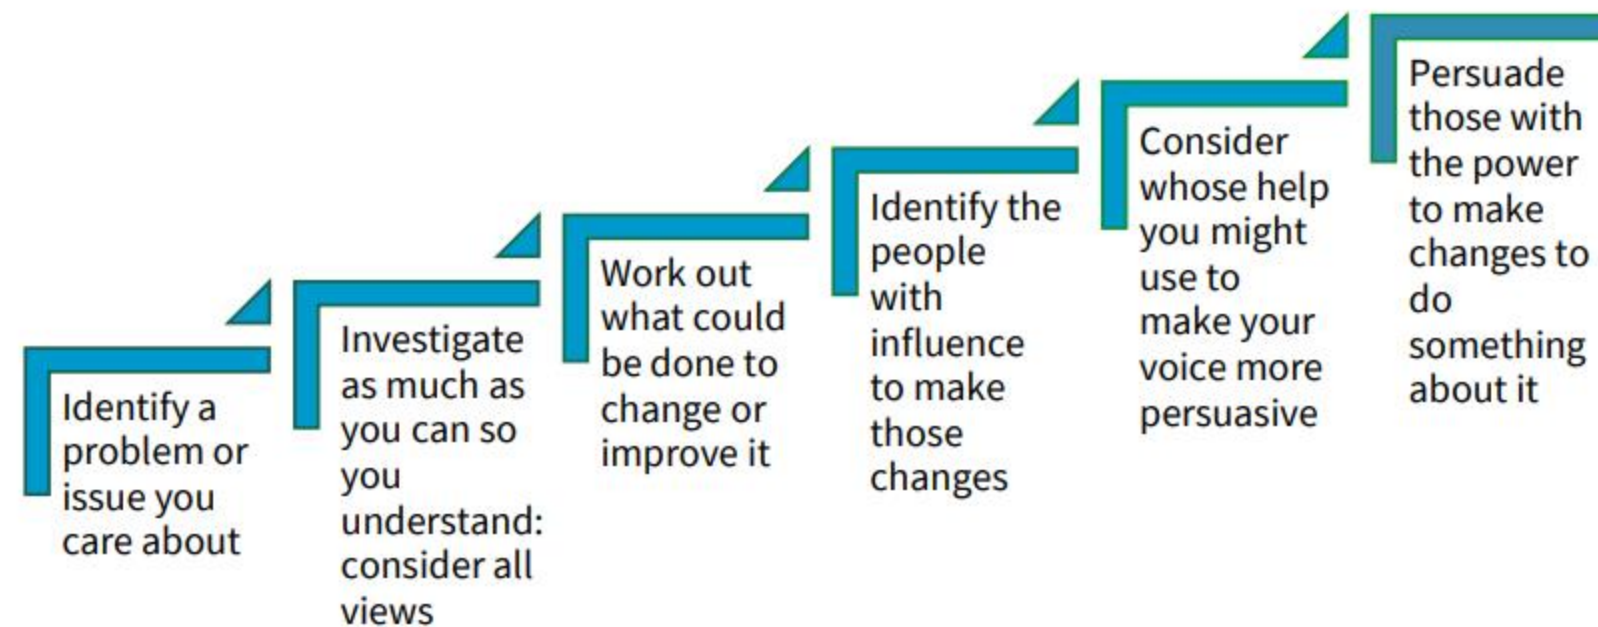 Identify a
problem or
issue you
care about
Investigate
as much as
you can so
you
understand:
consider all
views
Work out
what could
be done to
change or
improve it
Identify the
people
with
influence
to make
those
changes
Consider
whose help
you might
use to
make your
voice more
persuasive
Persuade
those with
the power
to make
changes to
do
something
about it